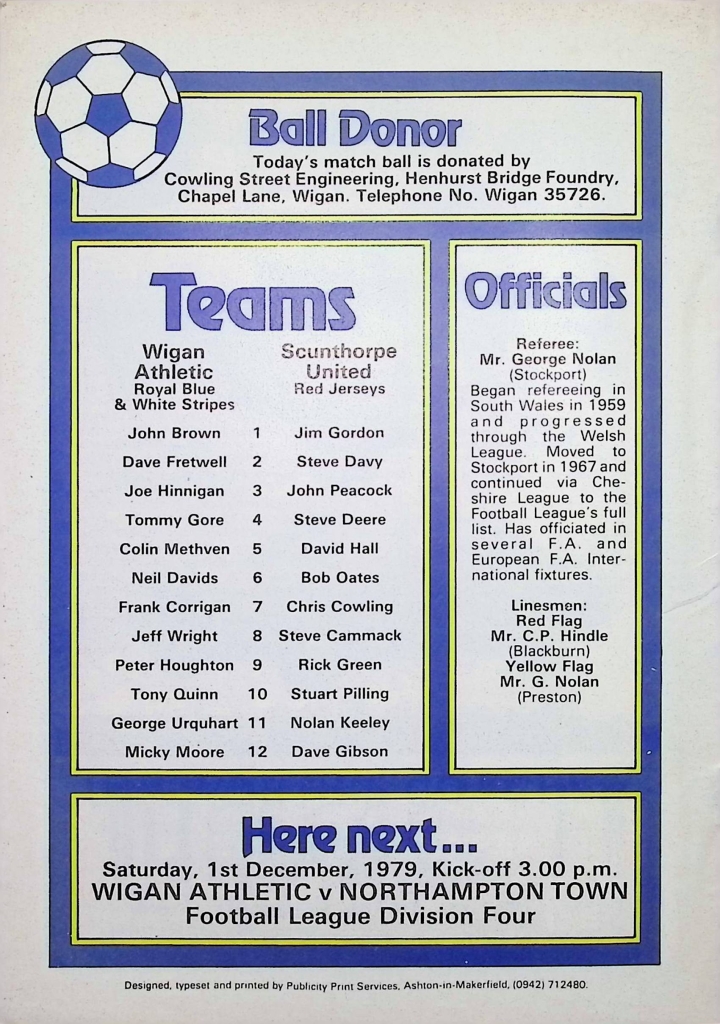 Ball Donor
Today's match ball is donated by
Cowling Street Engineering, Henhurst Bridge Foundry,
Chapel Lane, Wigan. Telephone No. Wigan 35726.
Teams
Wigan Athletic
Royal Blue
& White Stripes
Scunthorpe United
Red Jerseys
John Brown 1 Jim Gordon
Dave Fretwell 2 Steve Davy
Joe Hinnigan 3 John Peacock
Tommy Gore 4 Steve Deere
Colin Methven 5 David Hall
Neil Davids 6 Bob Oates
Frank Corrigan 7 Chris Cowling
Jeff Wright 8 Steve Cammack
Peter Houghton 9 Rick Green
Tony Quinn 10 Stuart Pilling
George Urquhart 11 Nolan Keeley
Micky Moore 12 Dave Gibson
Officials
Referee:
Mr. George Nolan
(Stockport)
Began refereeing in
South Wales in 1959
and progressed
through the Welsh
League. Moved to
Stockport in 1967 and
continued via Che-
shire League to the
Football League's full
list. Has officiated in
several F.A. and
European F.A. Inter-
national fixtures.
Linesmen:
Red Flag
Mr. C.P. Hindle
(Blackburn)
Yellow Flag
Mr. G. Nolan
(Preston)
Here next...
Saturday, 1st December, 1979, Kick-off 3.00 p.m.
WIGAN ATHLETIC v NORTHAMPTON TOWN
Football League Division Four
Designed, typeset and printed by Publicity Print Services, Ashton-in-Makerfield, (0942) 712480.